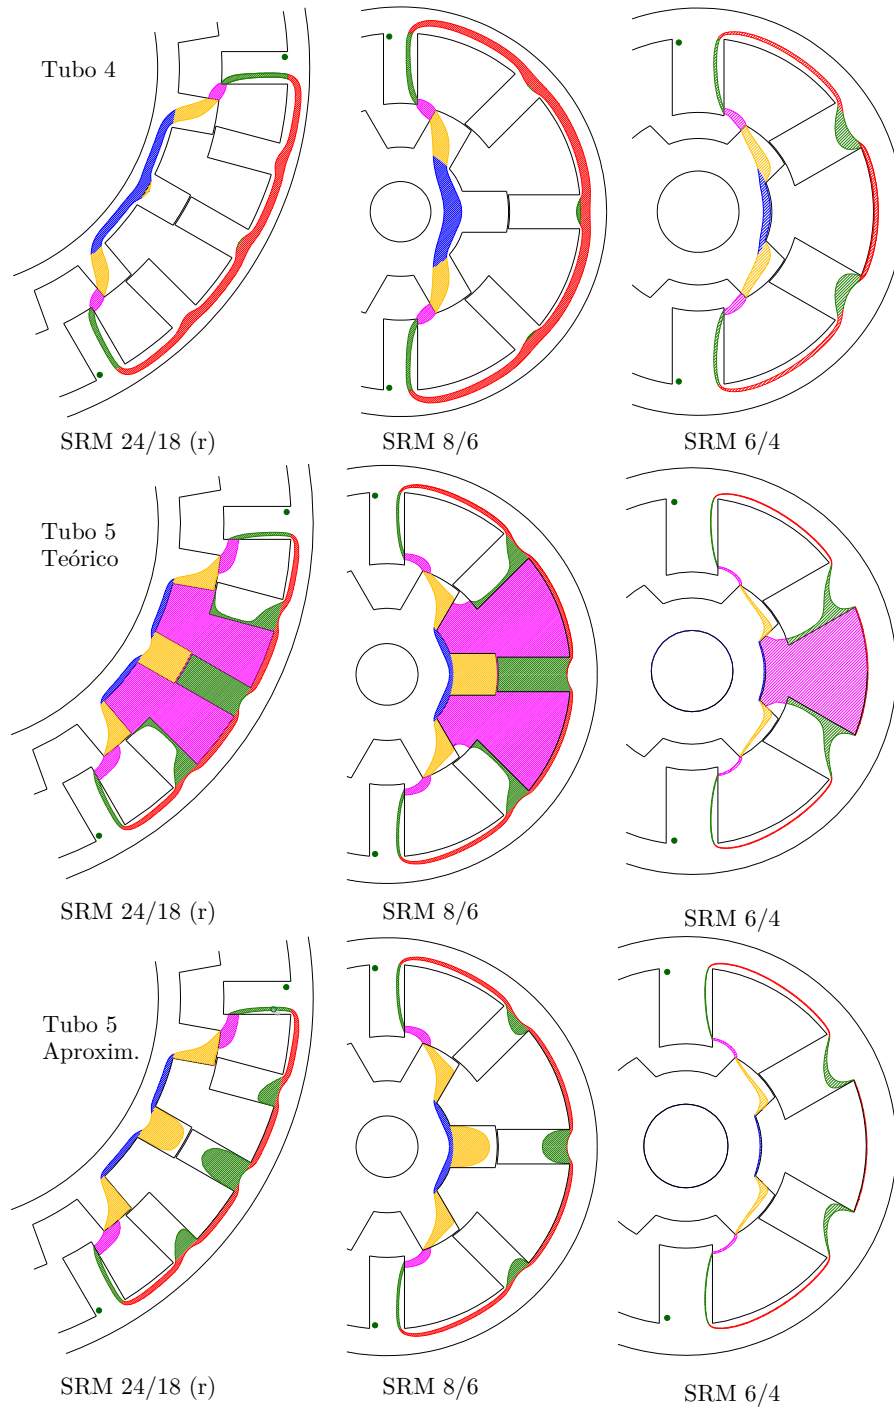 Tubo 4
SRM 24/18 (r)
SRM 8/6
SRM 6/4
Tubo 5
Teórico
SRM 24/18 (r)
SRM 8/6
SRM 6/4
Tubo 5
Aproxim.
SRM 24/18 (r)
SRM 8/6
SRM 6/4